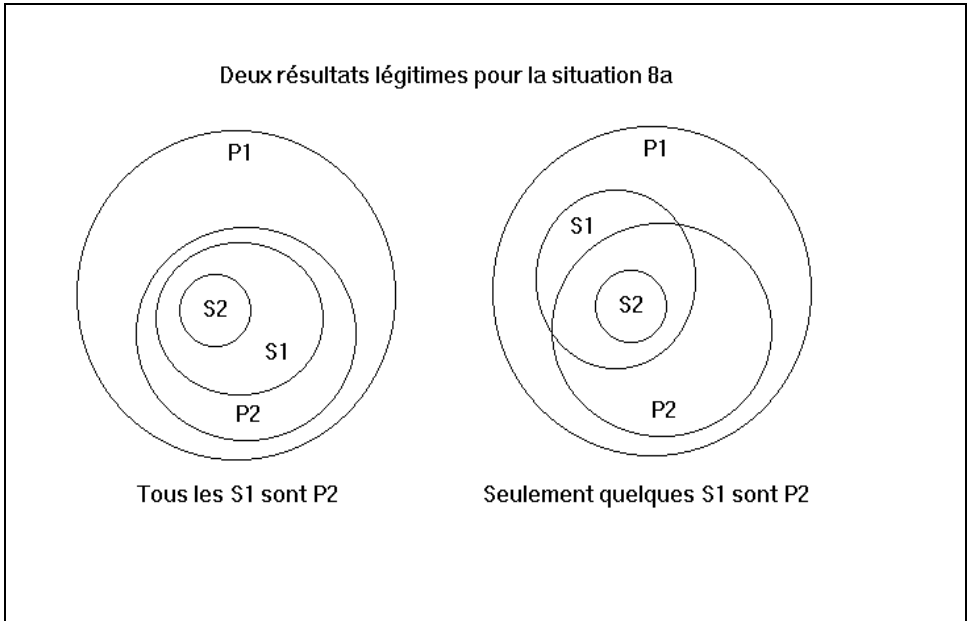 Deux résultats légitimes pour la situation 8a
P1
S2
S1
P2
Tous les S1 sont P2
P1
S1
S2
P2
Seulement quelques S1 sont P2